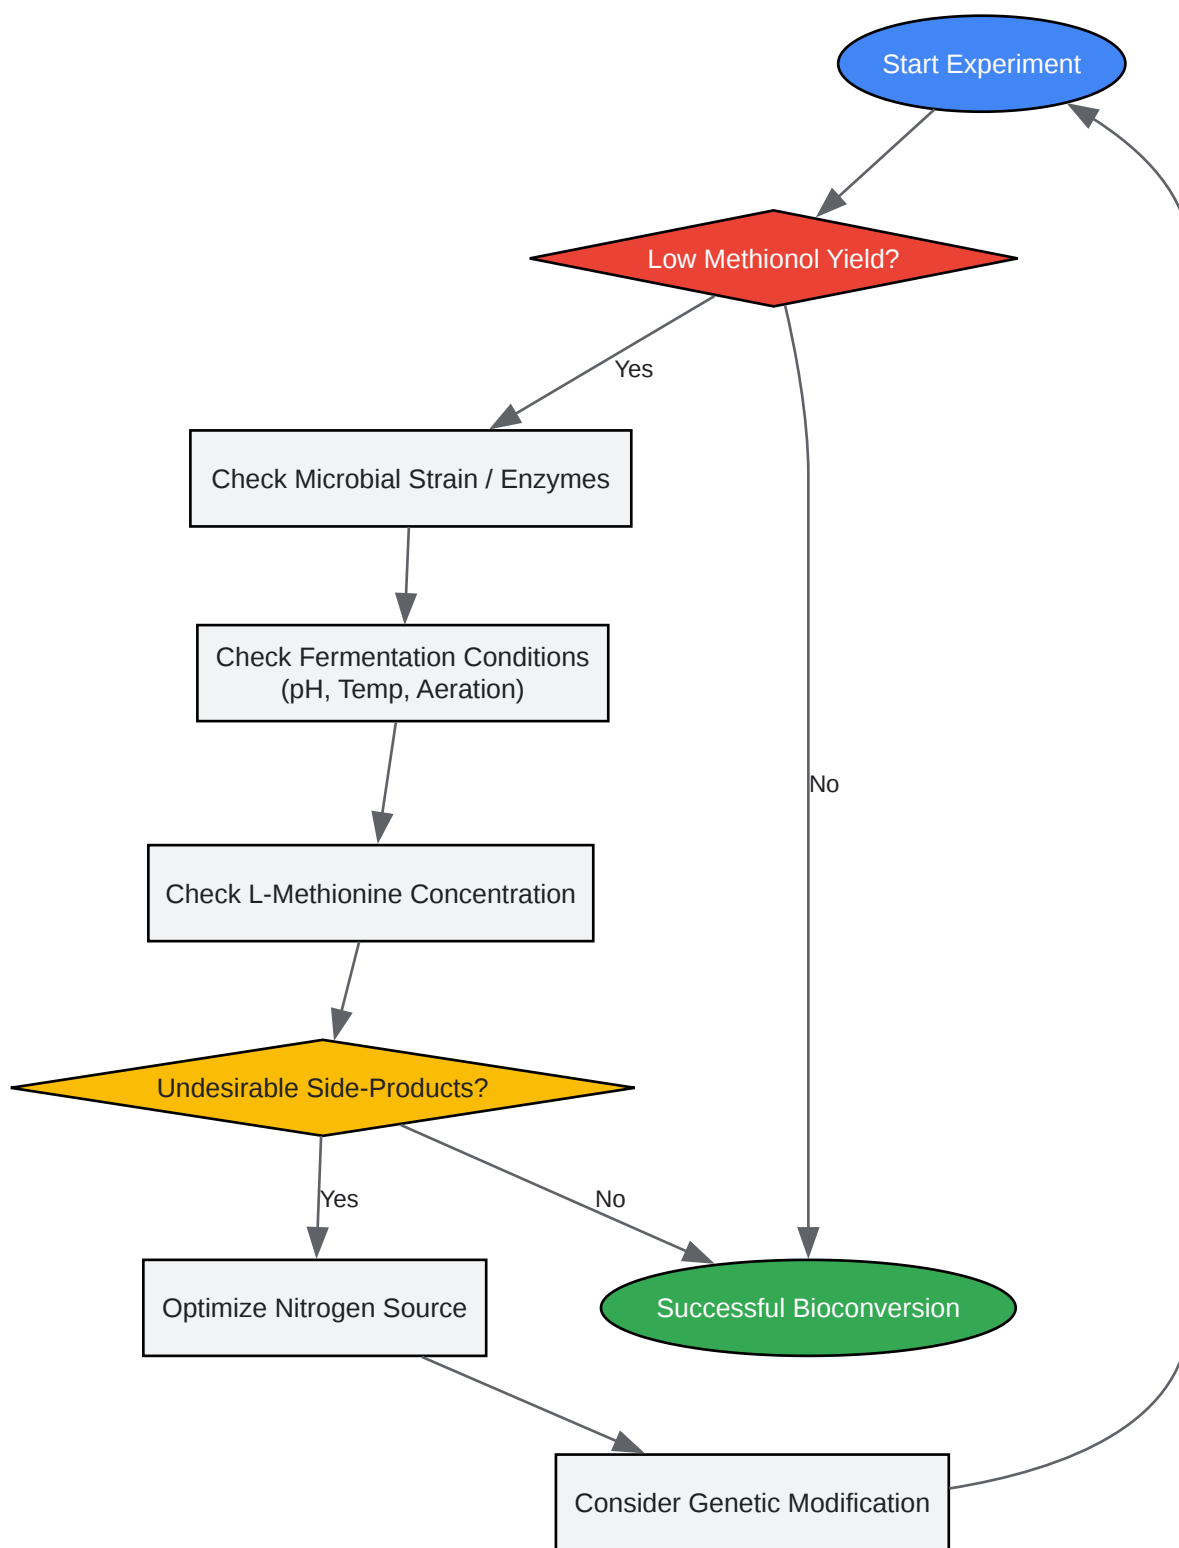 Start Experiment
Low Methionol Yield?
Yes
Check Microbial Strain / Enzymes
Check Fermentation Conditions
(pH, Temp, Aeration)
No
Check L-Methionine Concentration
Undesirable Side-Products?
Yes
No
Optimize Nitrogen Source
Successful Bioconversion
Consider Genetic Modification